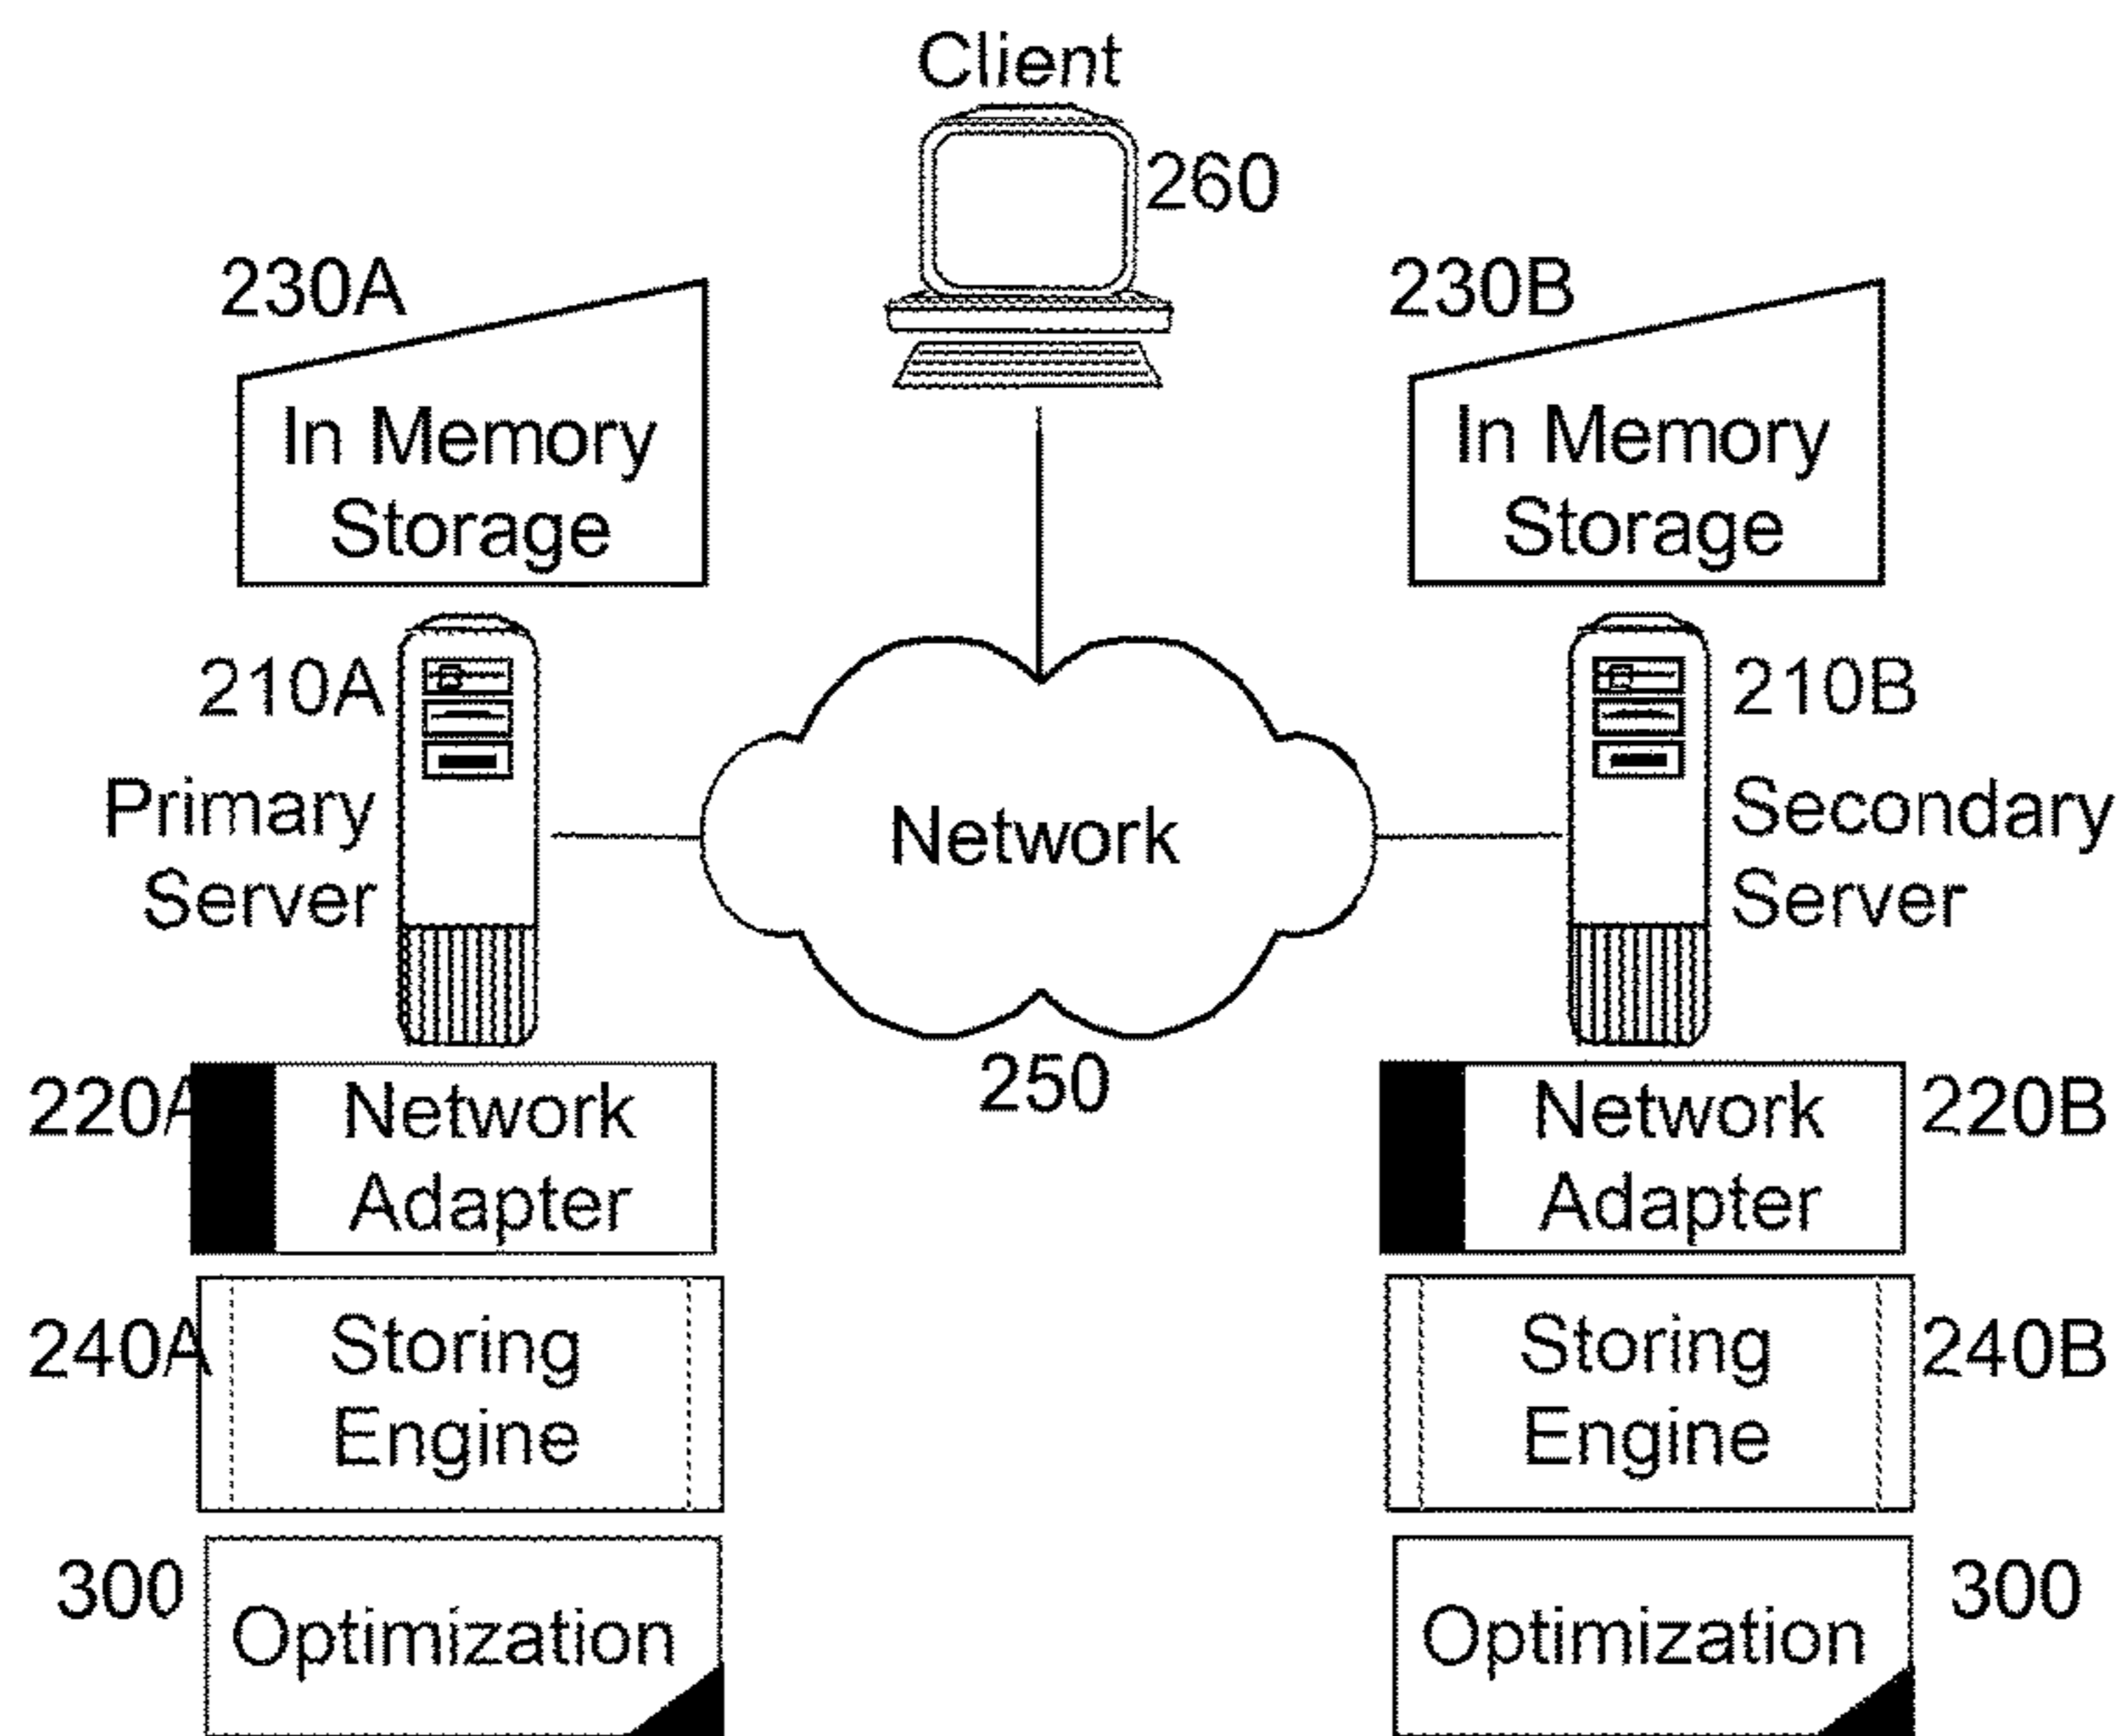 Client
260
230A
In Memory
Storage
230B
In Memory
Storage
210A
Primary
Server
Network
250
210B
Secondary
Server
220A
Network
Adapter
220B
Network
Adapter
240A
Storing
Engine
240B
Storing
Engine
300
Optimization
300
Optimization